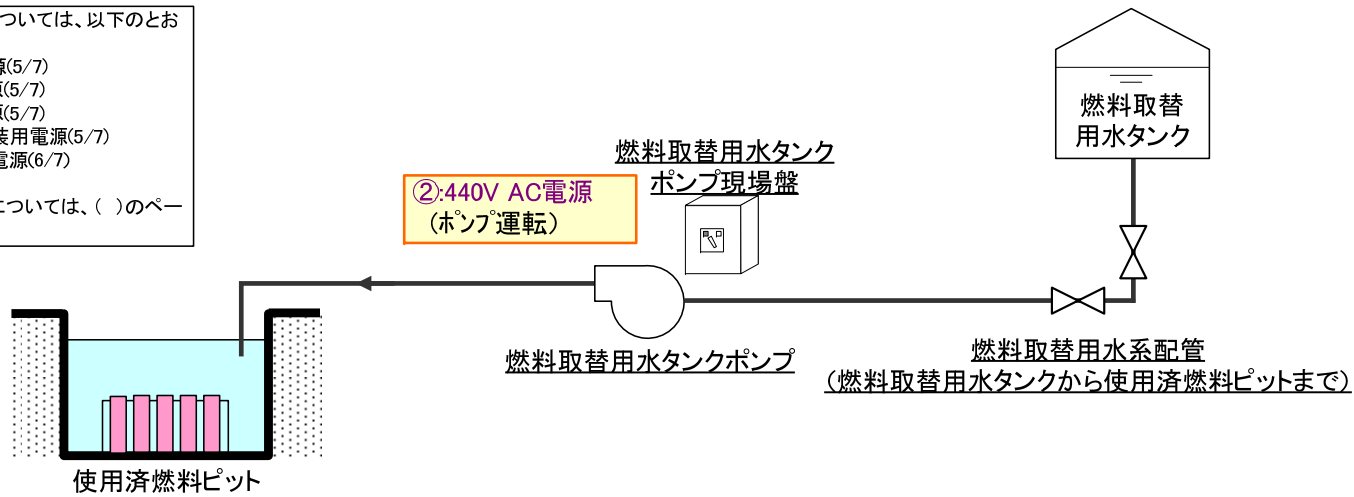 ついては、以下のとお
源(5/7)
源(5/7)
源(5/7)
装用電源(5/7)
電源(6/7)
については、( )のペー
燃料取替
用水タンク
燃料取替用水タンク
ポンプ現場盤
②:440V AC電源
(ポンプ運転)
燃料取替用水タンクポンプ
燃料取替用水系配管
(燃料取替用水タンクから使用済燃料ピットまで)
使用済燃料ピット